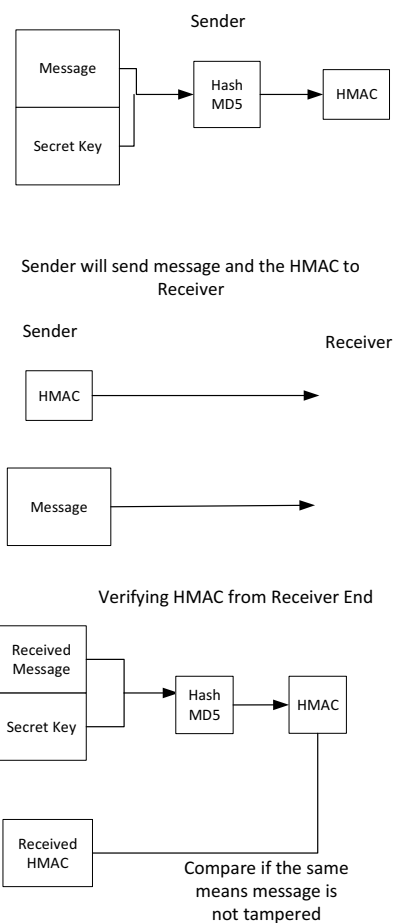 Sender
Message
Hash
MD5
HMAC
Secret Key
Sender will send message and the HMAC to
Receiver
Sender
Receiver
HMAC
Message
Verifying HMAC from Receiver End
Received
Message
Hash
MD5
HMAC
Secret Key
Received
HMAC
Compare if the same
means message is
not tampered